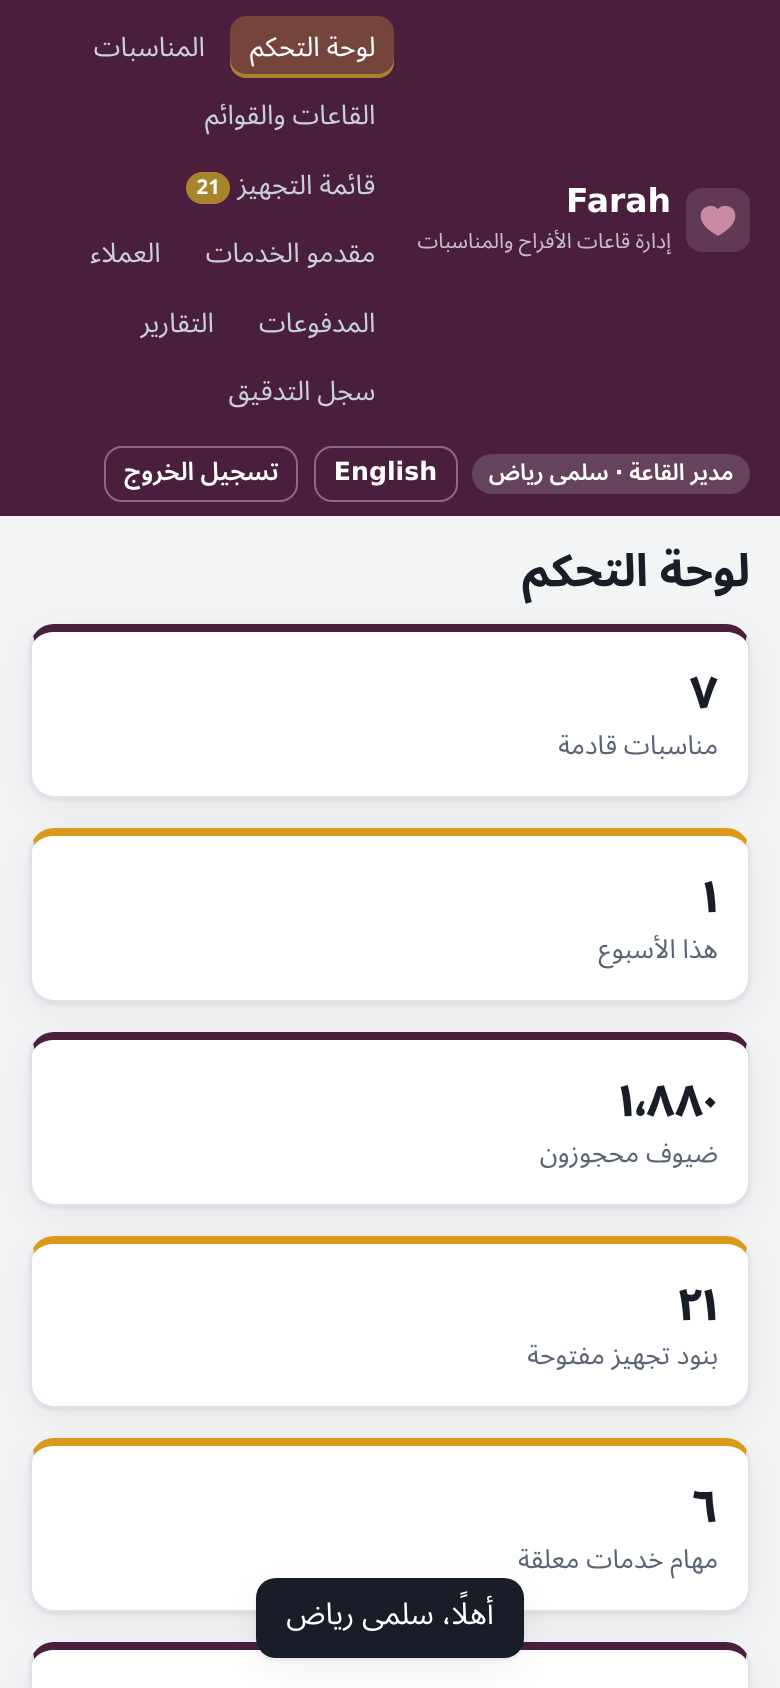 Farah
إدارة قاعات الأفراح والمناسبات
لوحة التحكم
المناسبات
القاعات والقوائم
قائمة التجهيز 21
مقدمو الخدمات
العملاء
المدفوعات
التقارير
سجل التدقيق
مدير القاعة · سلمى رياض
English
تسجيل الخروج
لوحة التحكم
٧
مناسبات قادمة
١
هذا الأسبوع
١،٨٨٠
ضيوف محجوزون
٢١
بنود تجهيز مفتوحة
٦
مهام خدمات معلقة
أهلًا، سلمى رياض